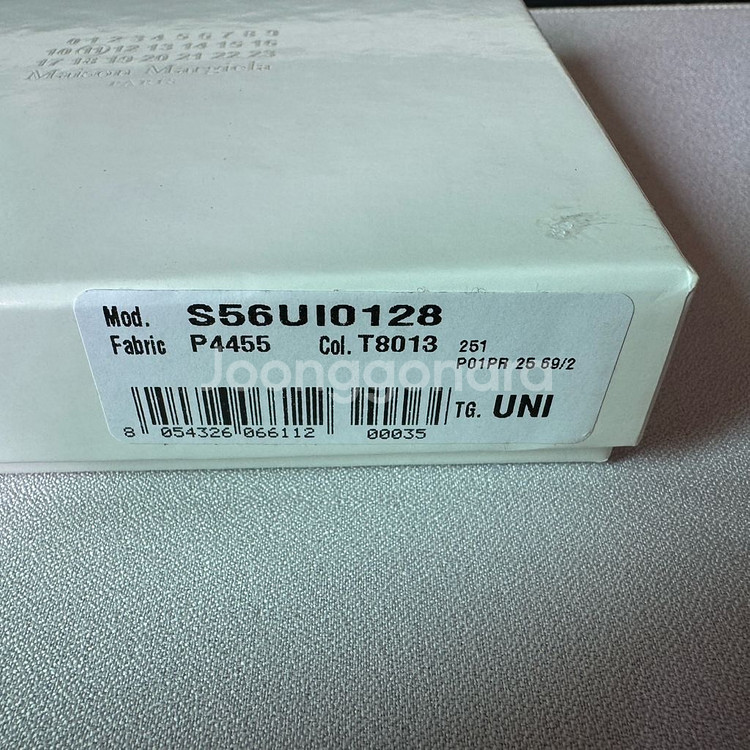 0 1 2 3 4 5 6 7 8 9
10 (11) 12 13 14 15 16
17 18 19 20 21 22 23
Maison Margiela
PARIS
Mod. S56UI0128
Fabric P4455 Col. T8013 251
P01PR 25 69/2
Joonggonara
TG. UNI
8 054326 066112 00035